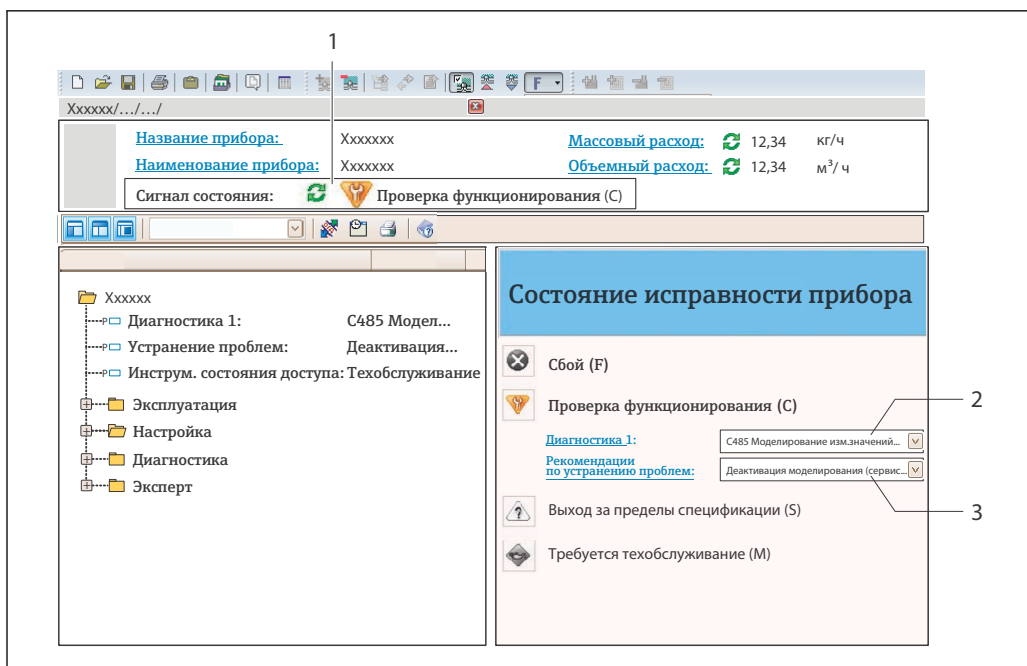 1
F
Xxxxxx/.../.../
Название прибора: Xxxxxxx Массовый расход: 12,34 кг/ч
Наименование прибора: Xxxxxxx Объемный расход: 12,34 м³/ ч
Сигнал состояния: Проверка функционирования (C)
Xxxxxx
P Диагностика 1: C485 Модел...
P Устранение проблем: Деактивация...
P Инструм. состояния доступа: Техобслуживание
Эксплуатация
Настройка
Диагностика
Эксперт
Состояние исправности прибора
Сбой (F)
Проверка функционирования (C)
2
Диагностика 1: C485 Моделирование изм.значений...
Рекомендации
по устранению проблем: Деактивация моделирования (сервис...
3
Выход за пределы спецификации (S)
Требуется техобслуживание (M)